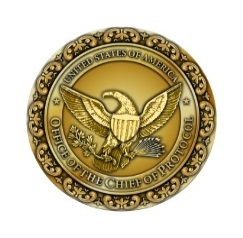 UNITED STATES OF AMERICA
OFFICE OF THE CHIEF OF PROTOCOL